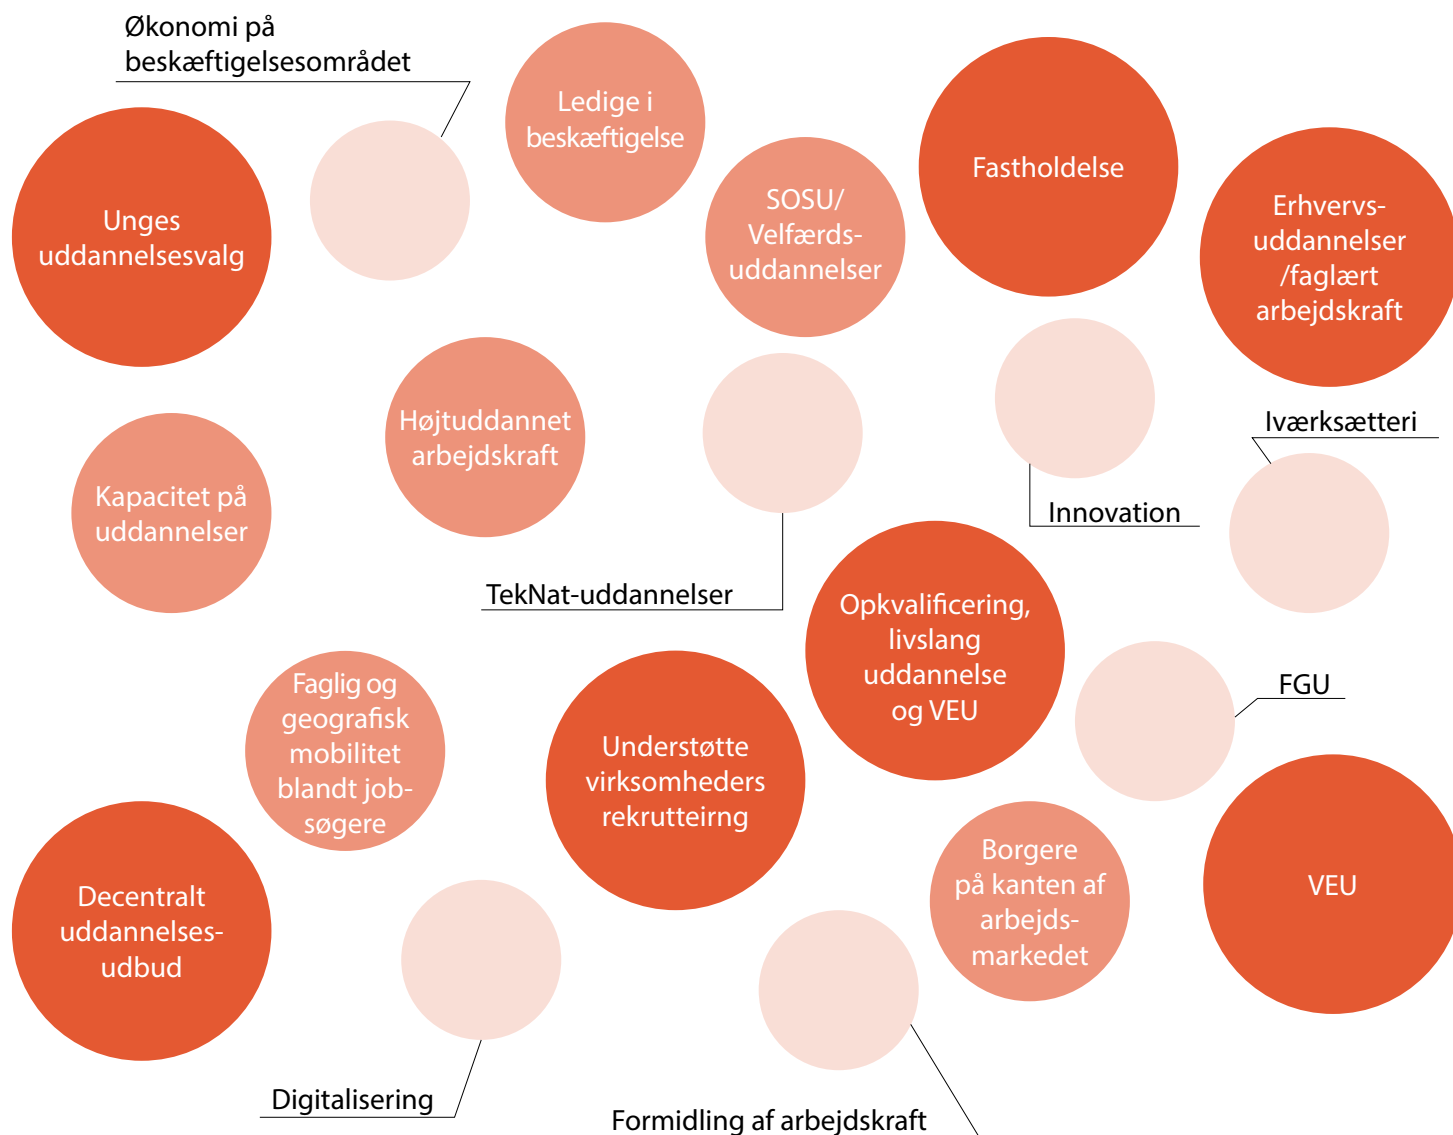 Økonomi på
beskæftigelsesområdet
Ledige i
beskæftigelse
Fastholdelse
Unges
uddannelsesvalg
SOSU/
Velfærds-
uddannelser
Erhvervs-
uddannelser
/faglært
arbejdskraft
Højtuddannet
arbejdskraft
Iværksætteri
Kapacitet på
uddannelser
Innovation
TekNat-uddannelser
Opkvalificering,
livslang
uddannelse
og VEU
Faglig og
geografisk
mobilitet
blandt job-
søgere
FGU
Understøtte
virksomheders
rekrutteirng
Borgere
på kanten af
arbejds-
markedet
VEU
Decentralt
uddannelses-
udbud
Digitalisering
Formidling af arbejdskraft